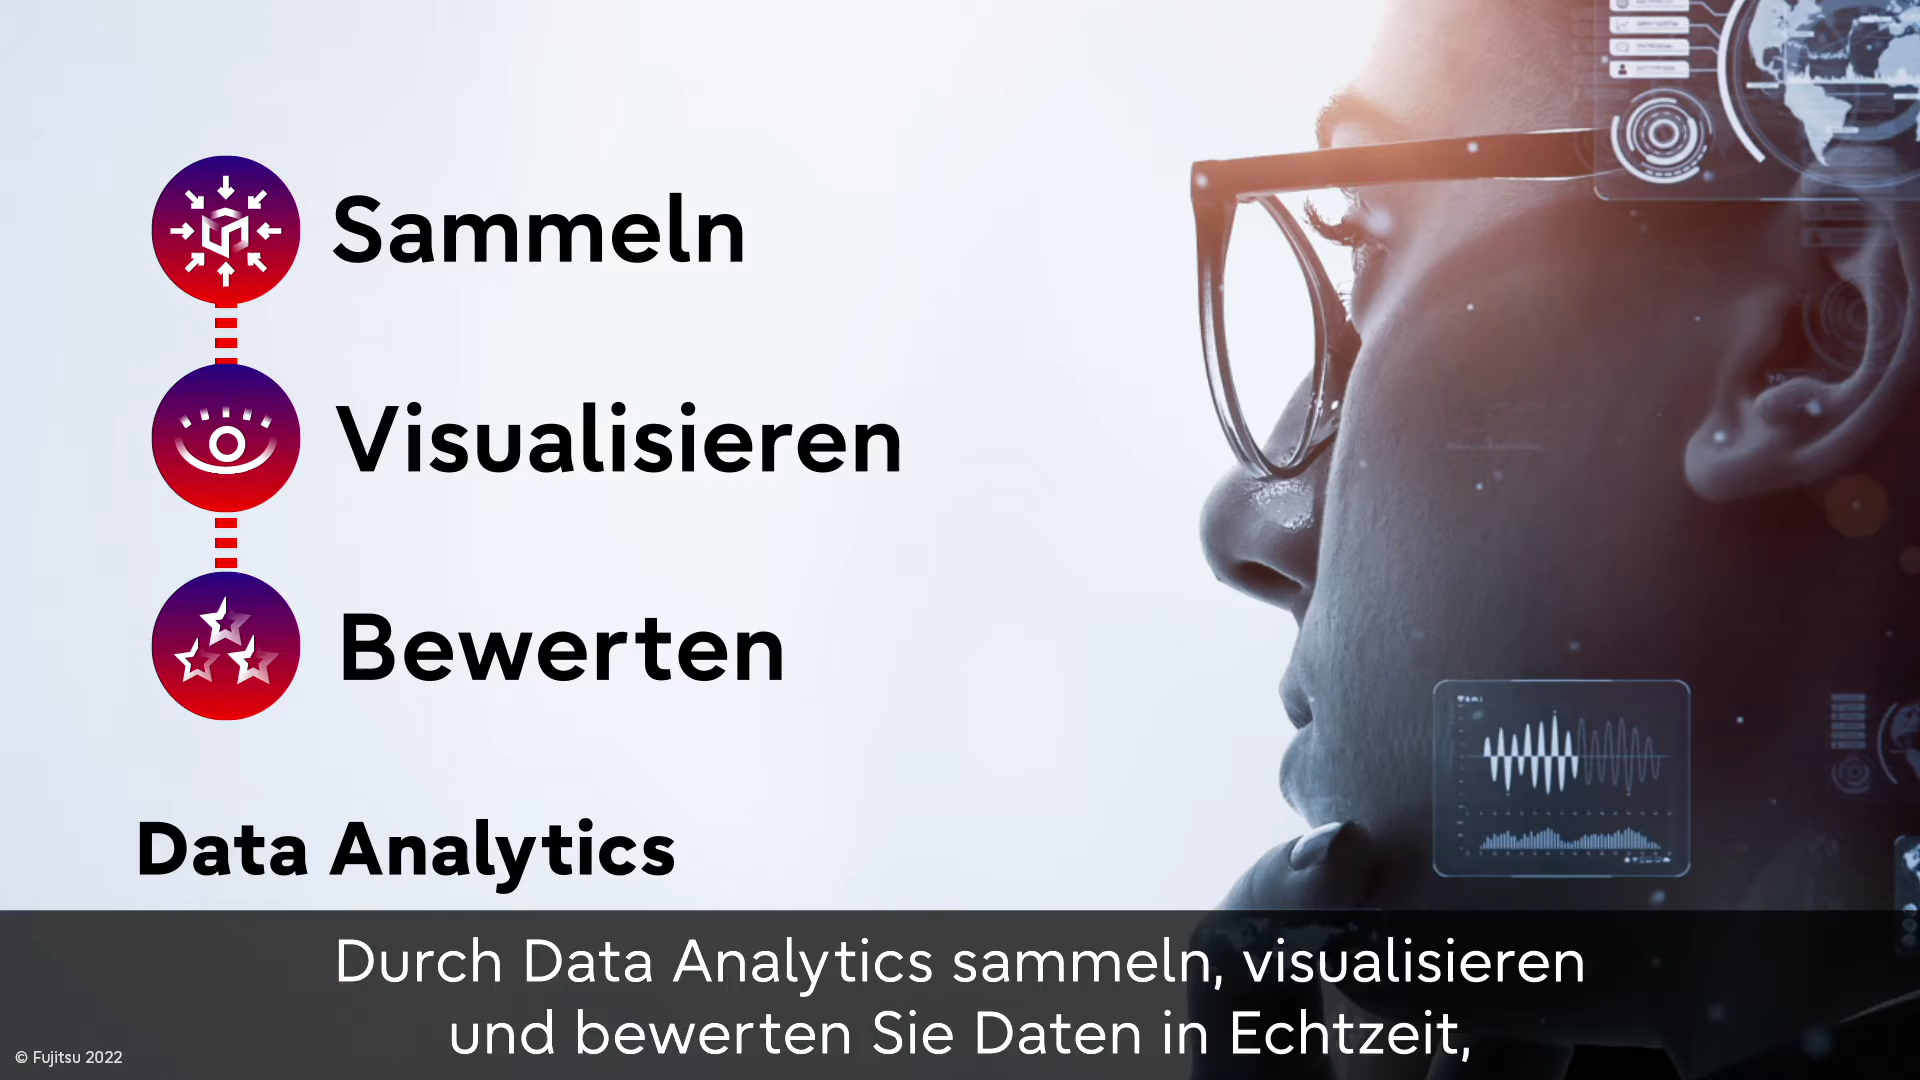 Sammeln
Visualisieren
Bewerten
Data Analytics
Durch Data Analytics sammeln, visualisieren
und bewerten Sie Daten in Echtzeit,
© Fujitsu 2022